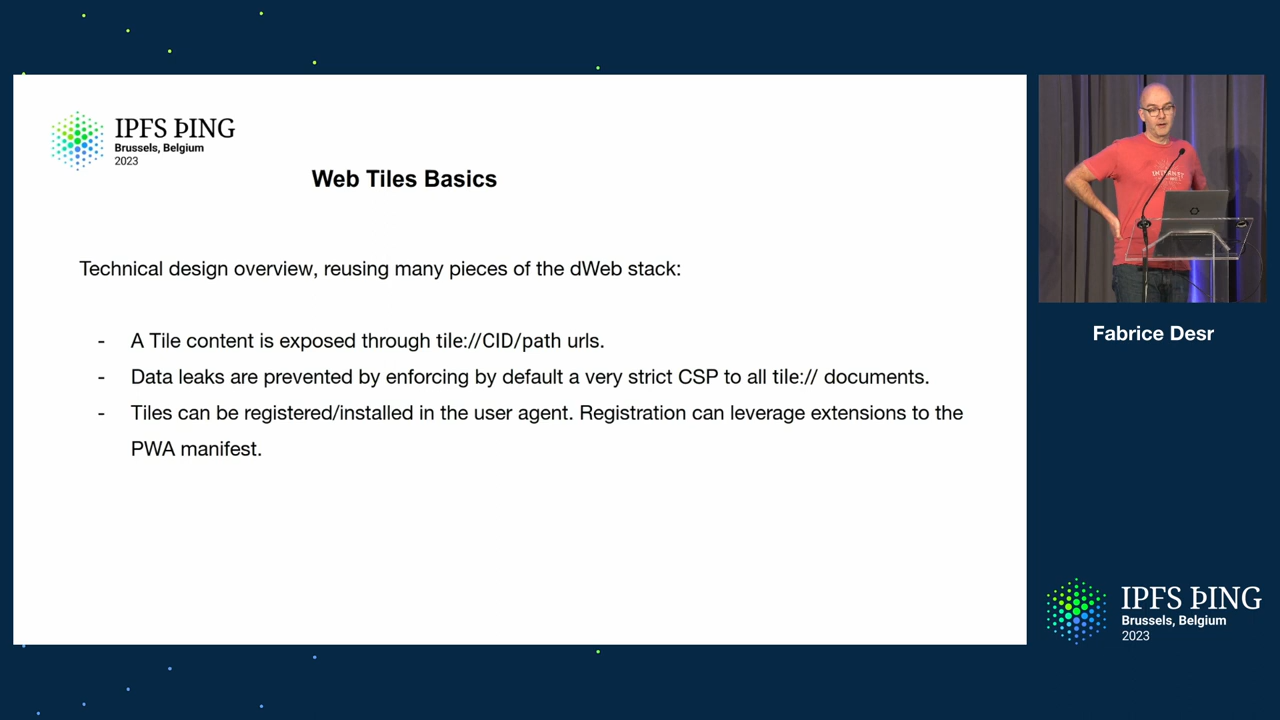 IPFS ÞING
Brussels, Belgium
2023
Web Tiles Basics
Technical design overview, reusing many pieces of the dWeb stack:
- A Tile content is exposed through tile://CID/path urls.
- Data leaks are prevented by enforcing by default a very strict CSP to all tile:// documents.
- Tiles can be registered/installed in the user agent. Registration can leverage extensions to the
PWA manifest.
INTERNET
Fabrice Desr
IPFS ÞING
Brussels, Belgium
2023